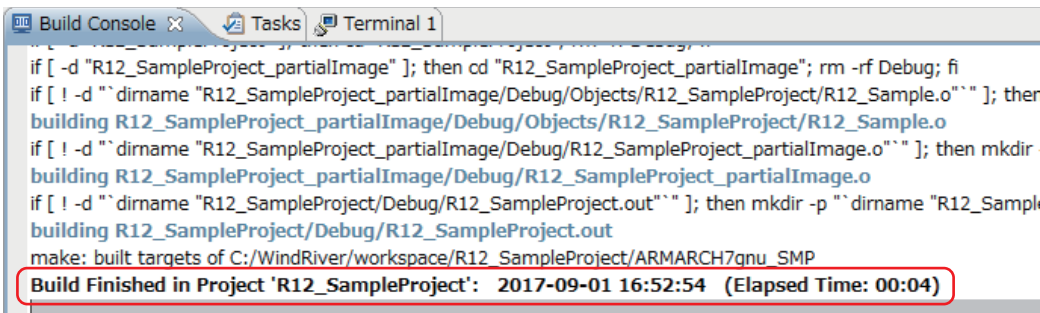 Build Console Tasks Terminal 1
if [ -d "R12_SampleProject_partialImage" ]; then cd "R12_SampleProject_partialImage"; rm -rf Debug; fi
if [ ! -d "`dirname "R12_SampleProject_partialImage/Debug/Objects/R12_SampleProject/R12_Sample.o"`" ]; then
building R12_SampleProject_partialImage/Debug/Objects/R12_SampleProject/R12_Sample.o
if [ ! -d "`dirname "R12_SampleProject_partialImage/Debug/R12_SampleProject_partialImage.o"`" ]; then mkdir
building R12_SampleProject_partialImage/Debug/R12_SampleProject_partialImage.o
if [ ! -d "`dirname "R12_SampleProject/Debug/R12_SampleProject.out"`" ]; then mkdir -p "`dirname "R12_Sample
building R12_SampleProject/Debug/R12_SampleProject.out
make: built targets of C:/WindRiver/workspace/R12_SampleProject/ARMARCH7gnu_SMP
Build Finished in Project 'R12_SampleProject': 2017-09-01 16:52:54 (Elapsed Time: 00:04)